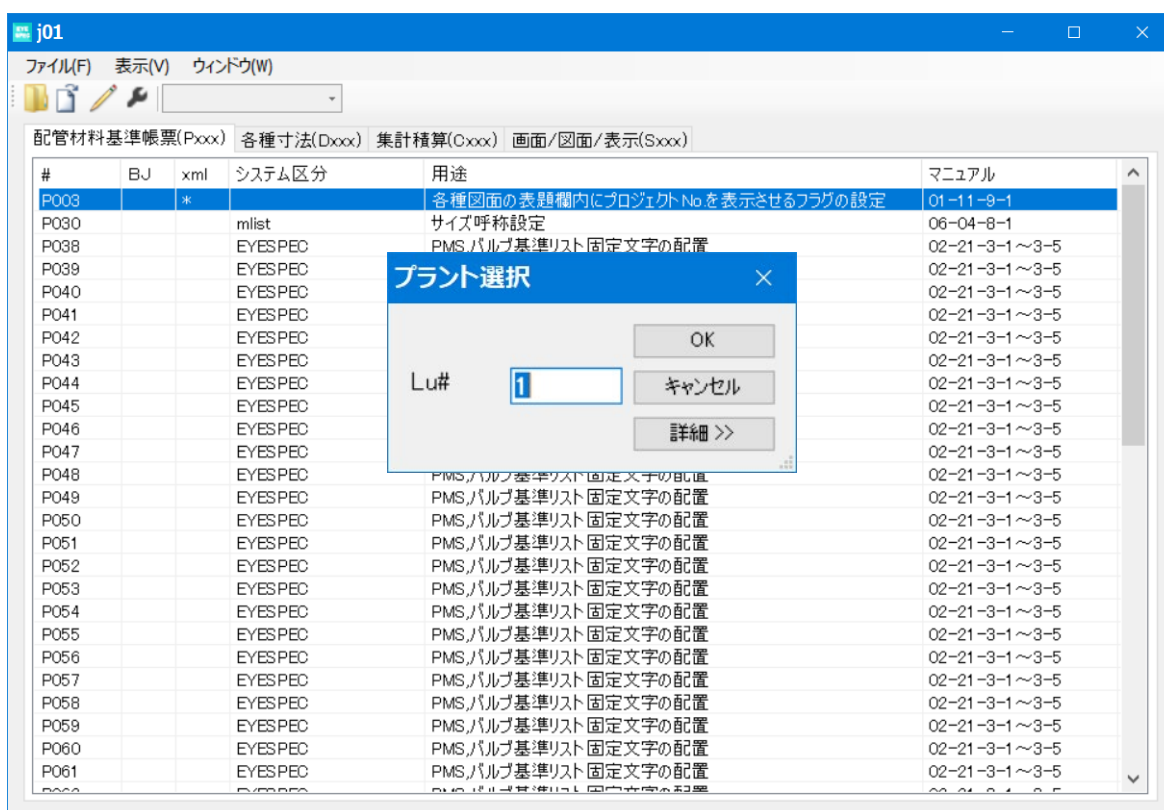 EYE SPEC j01
ファイル(F) 表示(V) ウィンドウ(W)
配管材料基準帳票(Pxxx) 各種寸法(Dxxx) 集計積算(Cxxx) 画面/図面/表示(Sxxx)
# BJ xml システム区分 用途 マニュアル
P003 * 各種図面の表題欄内にプロジェクトNo.を表示させるフラグの設定 01-11-9-1
P030 mlist サイズ呼称設定 06-04-8-1
P038 EYESPEC PMS,バルブ基準リスト固定文字の配置 02-21-3-1~3-5
P039 EYESPEC 02-21-3-1~3-5
P040 EYESPEC 02-21-3-1~3-5
P041 EYESPEC 02-21-3-1~3-5
P042 EYESPEC 02-21-3-1~3-5
P043 EYESPEC 02-21-3-1~3-5
P044 EYESPEC 02-21-3-1~3-5
P045 EYESPEC 02-21-3-1~3-5
P046 EYESPEC 02-21-3-1~3-5
P047 EYESPEC 02-21-3-1~3-5
プラント選択
OK
Lu# 1 キャンセル
詳細 >>
P048 EYESPEC PMS,バルブ基準リスト固定文字の配置 02-21-3-1~3-5
P049 EYESPEC PMS,バルブ基準リスト固定文字の配置 02-21-3-1~3-5
P050 EYESPEC PMS,バルブ基準リスト固定文字の配置 02-21-3-1~3-5
P051 EYESPEC PMS,バルブ基準リスト固定文字の配置 02-21-3-1~3-5
P052 EYESPEC PMS,バルブ基準リスト固定文字の配置 02-21-3-1~3-5
P053 EYESPEC PMS,バルブ基準リスト固定文字の配置 02-21-3-1~3-5
P054 EYESPEC PMS,バルブ基準リスト固定文字の配置 02-21-3-1~3-5
P055 EYESPEC PMS,バルブ基準リスト固定文字の配置 02-21-3-1~3-5
P056 EYESPEC PMS,バルブ基準リスト固定文字の配置 02-21-3-1~3-5
P057 EYESPEC PMS,バルブ基準リスト固定文字の配置 02-21-3-1~3-5
P058 EYESPEC PMS,バルブ基準リスト固定文字の配置 02-21-3-1~3-5
P059 EYESPEC PMS,バルブ基準リスト固定文字の配置 02-21-3-1~3-5
P060 EYESPEC PMS,バルブ基準リスト固定文字の配置 02-21-3-1~3-5
P061 EYESPEC PMS,バルブ基準リスト固定文字の配置 02-21-3-1~3-5